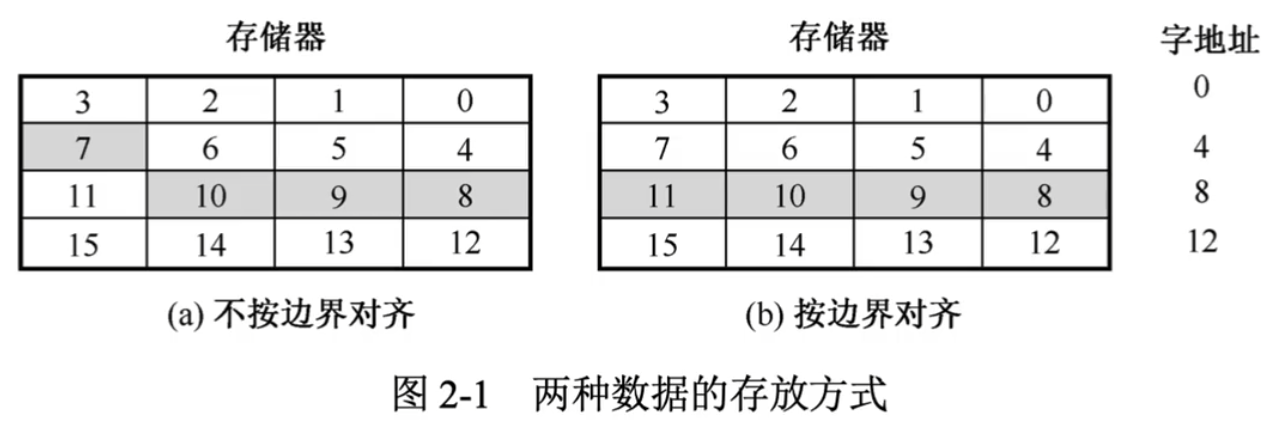 存储器 存储器 字地址
3 2 1 0 3 2 1 0 0
7 6 5 4 7 6 5 4 4
11 10 9 8 11 10 9 8 8
15 14 13 12 15 14 13 12 12
(a) 不按边界对齐 (b) 按边界对齐
图 2-1 两种数据的存放方式